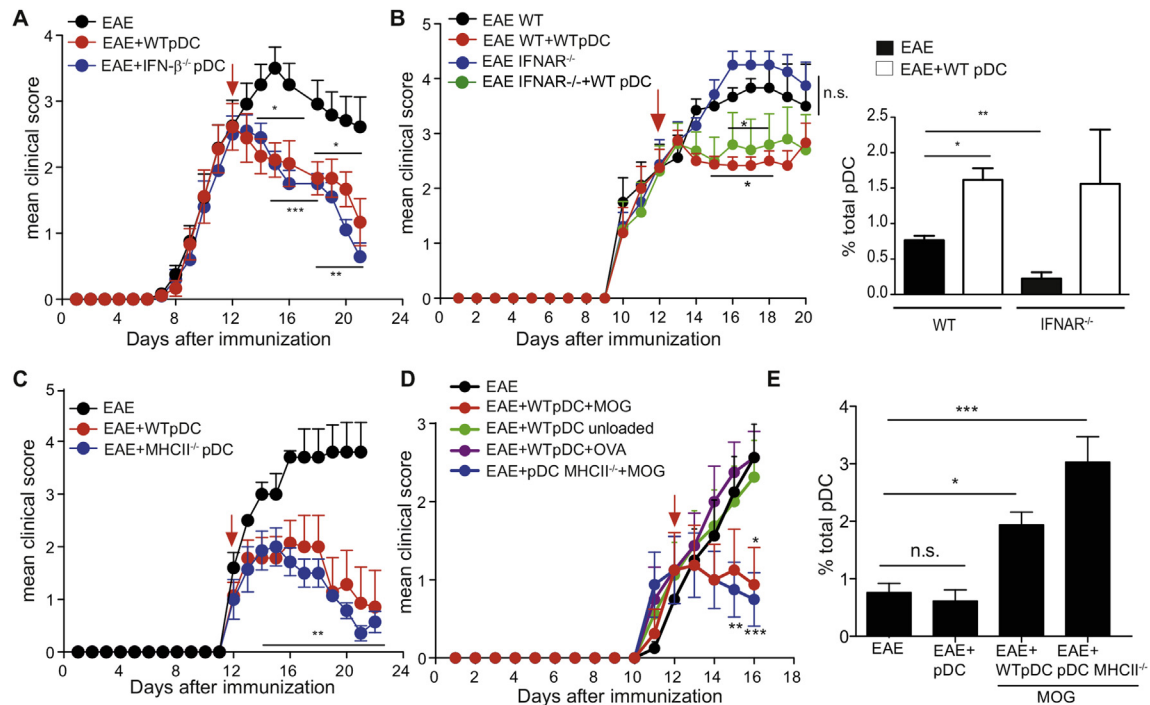 A
EAE
EAE+WTpDC
EAE+IFN-β-/- pDC
mean clinical score
4
3
2
1
0
*
*
***
**
0 4 8 12 16 20 24
Days after immunization
B
EAE WT
EAE WT+WTpDC
EAE IFNAR-/-
EAE IFNAR-/-+WT pDC
mean clinical score
5
4
3
2
1
0
n.s.
*
*
0 2 4 6 8 10 12 14 16 18 20
Days after immunization
EAE
EAE+WT pDC
% total pDC
2.5
2.0
1.5
1.0
0.5
0.0
**
*
WT IFNAR-/-
C
EAE
EAE+WTpDC
EAE+MHCII-/- pDC
mean clinical score
5
4
3
2
1
0
**
0 4 8 12 16 20 24
Days after immunization
D
EAE
EAE+WTpDC+MOG
EAE+WTpDC unloaded
EAE+WTpDC+OVA
EAE+pDC MHCII-/-+MOG
mean clinical score
3
2
1
0
*
** ***
0 2 4 6 8 10 12 14 16 18
Days after immunization
E
% total pDC
4
3
2
1
0
***
*
n.s.
EAE EAE+ EAE+ EAE+
pDC WTpDC pDC MHCII-/-
MOG